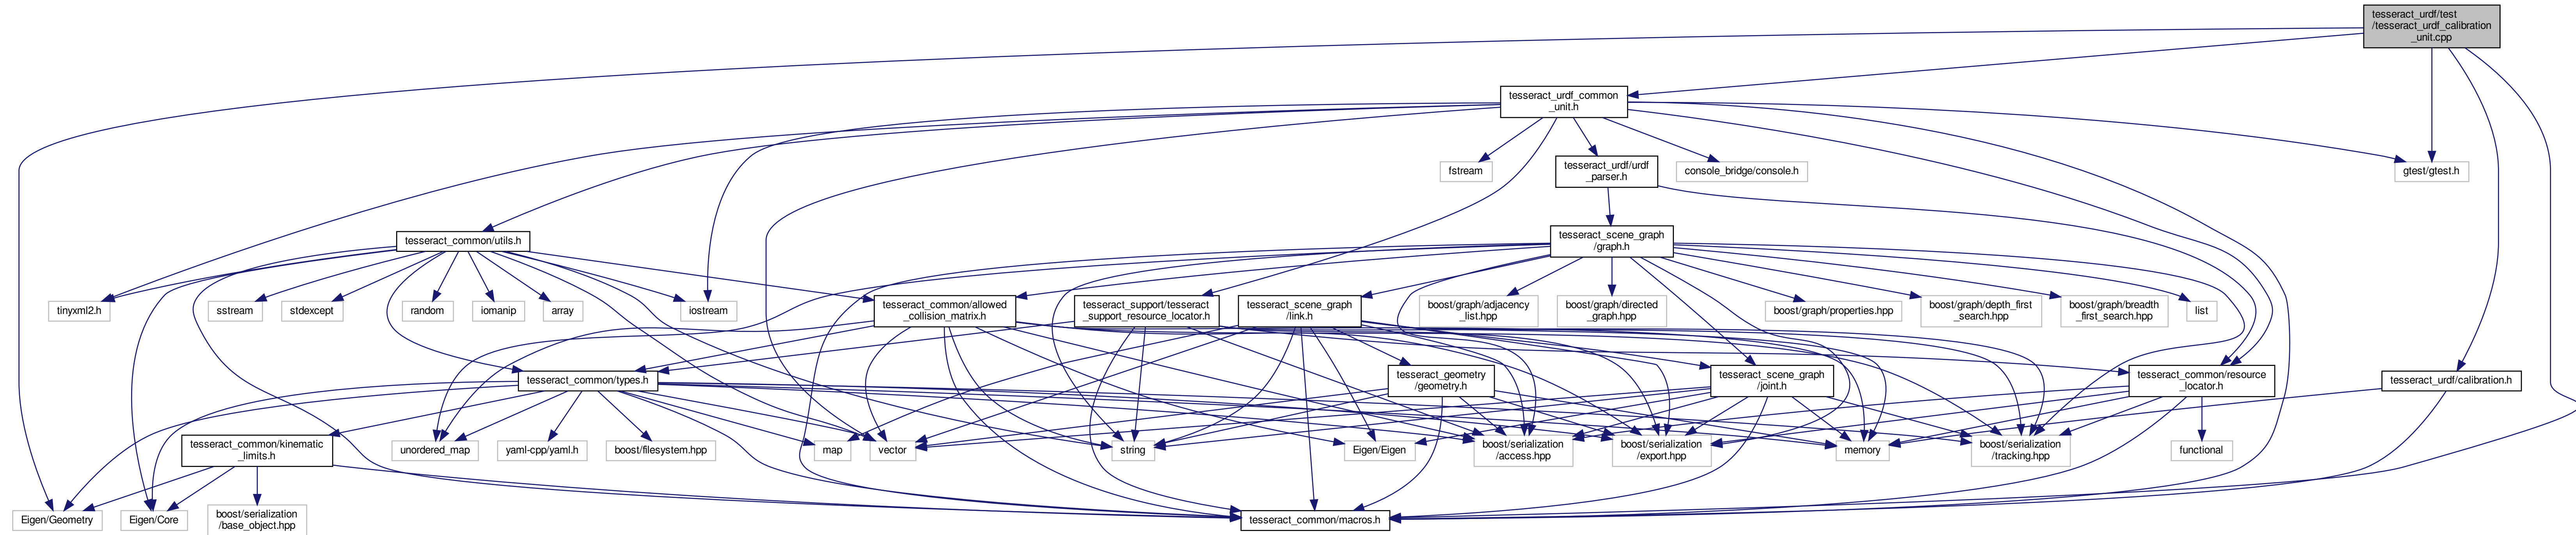 tesseract_urdf/test
/tesseract_urdf_calibration
_unit.cpp
tesseract_urdf_common
_unit.h
fstream
tesseract_urdf/urdf
_parser.h
console_bridge/console.h
gtest/gtest.h
tesseract_common/utils.h
tesseract_scene_graph
/graph.h
tinyxml2.h
sstream
stdexcept
random
iomanip
array
iostream
tesseract_common/allowed
_collision_matrix.h
tesseract_support/tesseract
_support_resource_locator.h
tesseract_scene_graph
/link.h
boost/graph/adjacency
_list.hpp
boost/graph/directed
_graph.hpp
boost/graph/properties.hpp
boost/graph/depth_first
_search.hpp
boost/graph/breadth
_first_search.hpp
list
tesseract_common/types.h
tesseract_geometry
/geometry.h
tesseract_scene_graph
/joint.h
tesseract_common/resource
_locator.h
tesseract_urdf/calibration.h
tesseract_common/kinematic
_limits.h
unordered_map
yaml-cpp/yaml.h
boost/filesystem.hpp
map
vector
string
Eigen/Eigen
boost/serialization
/access.hpp
boost/serialization
/export.hpp
memory
boost/serialization
/tracking.hpp
functional
Eigen/Geometry
Eigen/Core
boost/serialization
/base_object.hpp
tesseract_common/macros.h